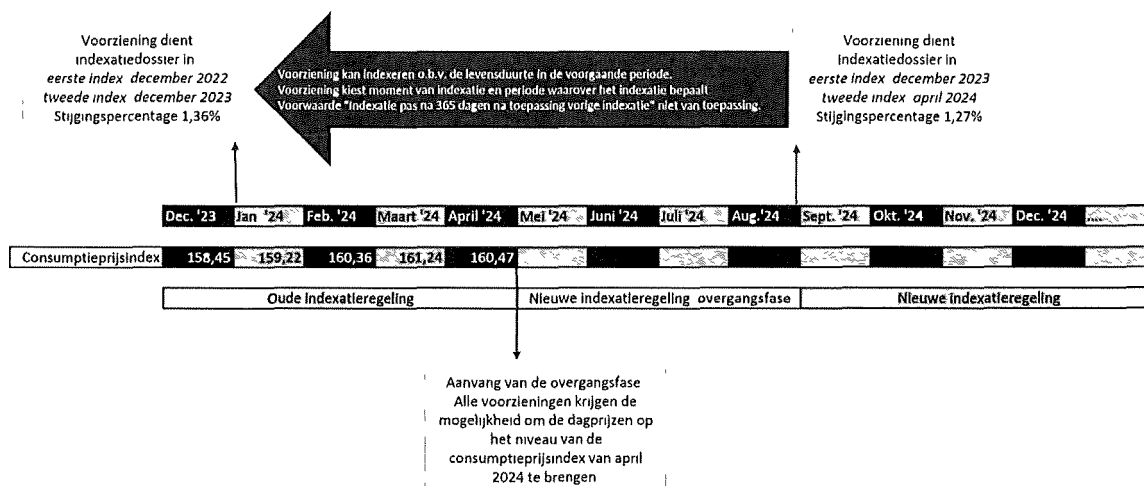 Voorziening dient
indexatiedossier in
eerste index december 2022
tweede index december 2023
Stijgingspercentage 1,36%
Voorziening kan indexeren o.b.v. de levensduurte in de voorgaande periode.
Voorziening kiest moment van indexatie en periode waarover het indexatie bepaalt
Voorwaarde "Indexatie pas na 365 dagen na toepassing vorige indexatie" niet van toepassing.
Voorziening dient
indexatiedossier in
eerste index december 2023
tweede index april 2024
Stijgingspercentage 1,27%
Dec. '23 Jan '24 Feb. '24 Maart '24 April '24 Mei '24 Juni '24 Juli '24 Aug.'24 Sept. '24 Okt. '24 Nov. '24 Dec. '24 ....
Consumptieprijsindex 158,45 159,22 160,36 161,24 160,47
Oude indexatieregeling Nieuwe indexatieregeling overgangsfase Nieuwe indexatieregeling
Aanvang van de overgangsfase
Alle voorzieningen krijgen de
mogelijkheid om de dagprijzen op
het niveau van de
consumptieprijsindex van april
2024 te brengen